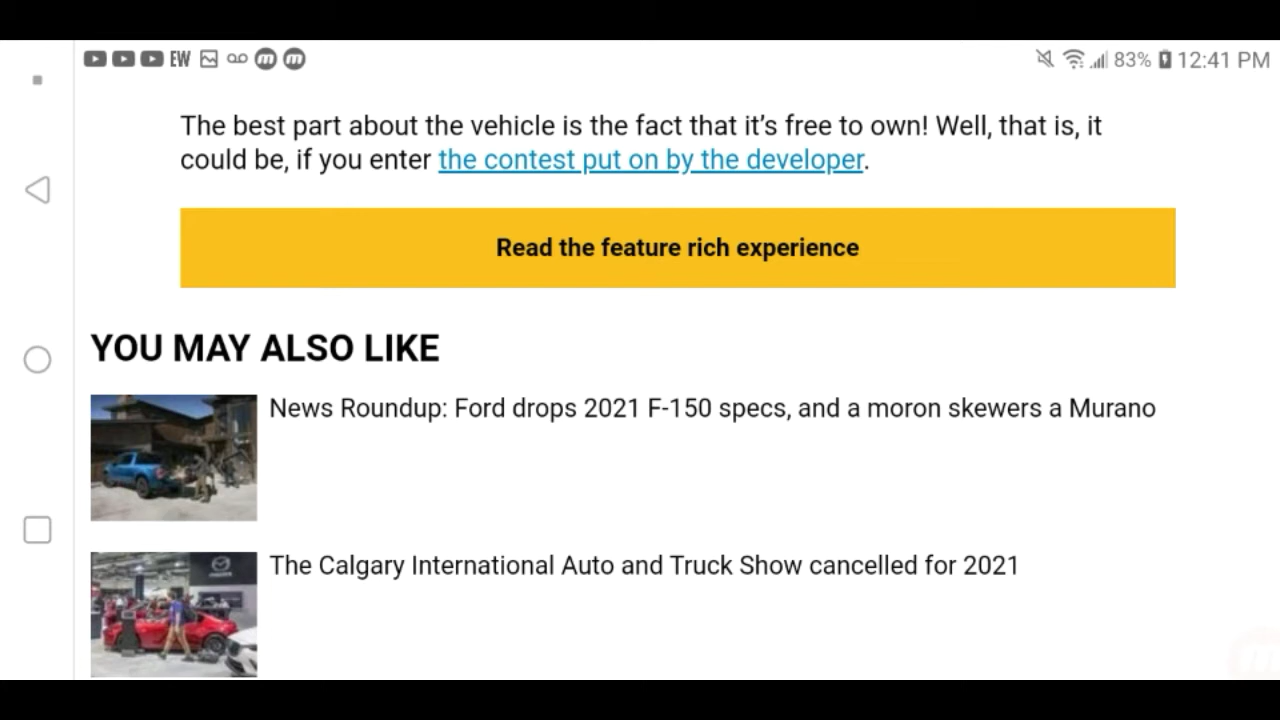 EW 83% 12:41 PM
The best part about the vehicle is the fact that it’s free to own! Well, that is, it
could be, if you enter the contest put on by the developer.
Read the feature rich experience
YOU MAY ALSO LIKE
News Roundup: Ford drops 2021 F-150 specs, and a moron skewers a Murano
The Calgary International Auto and Truck Show cancelled for 2021